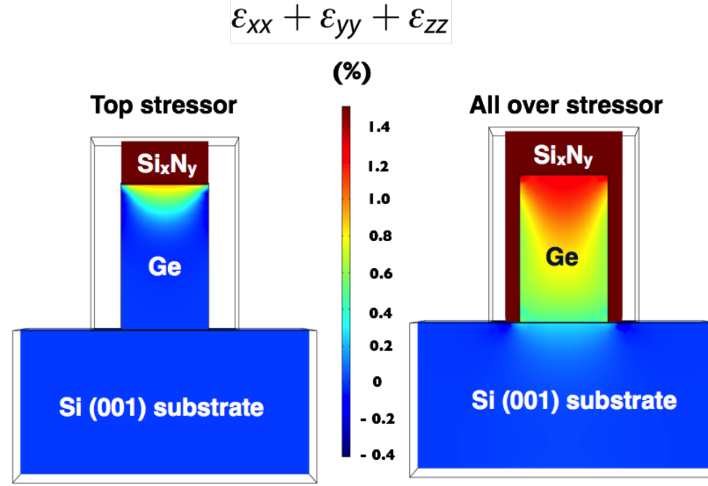 εxx + εyy + εzz
(%)
Top stressor
All over stressor
SixNy
Ge
Si (001) substrate
1.4
1.2
1.0
0.8
0.6
0.4
0.2
0
- 0.2
- 0.4
SixNy
Ge
Si (001) substrate